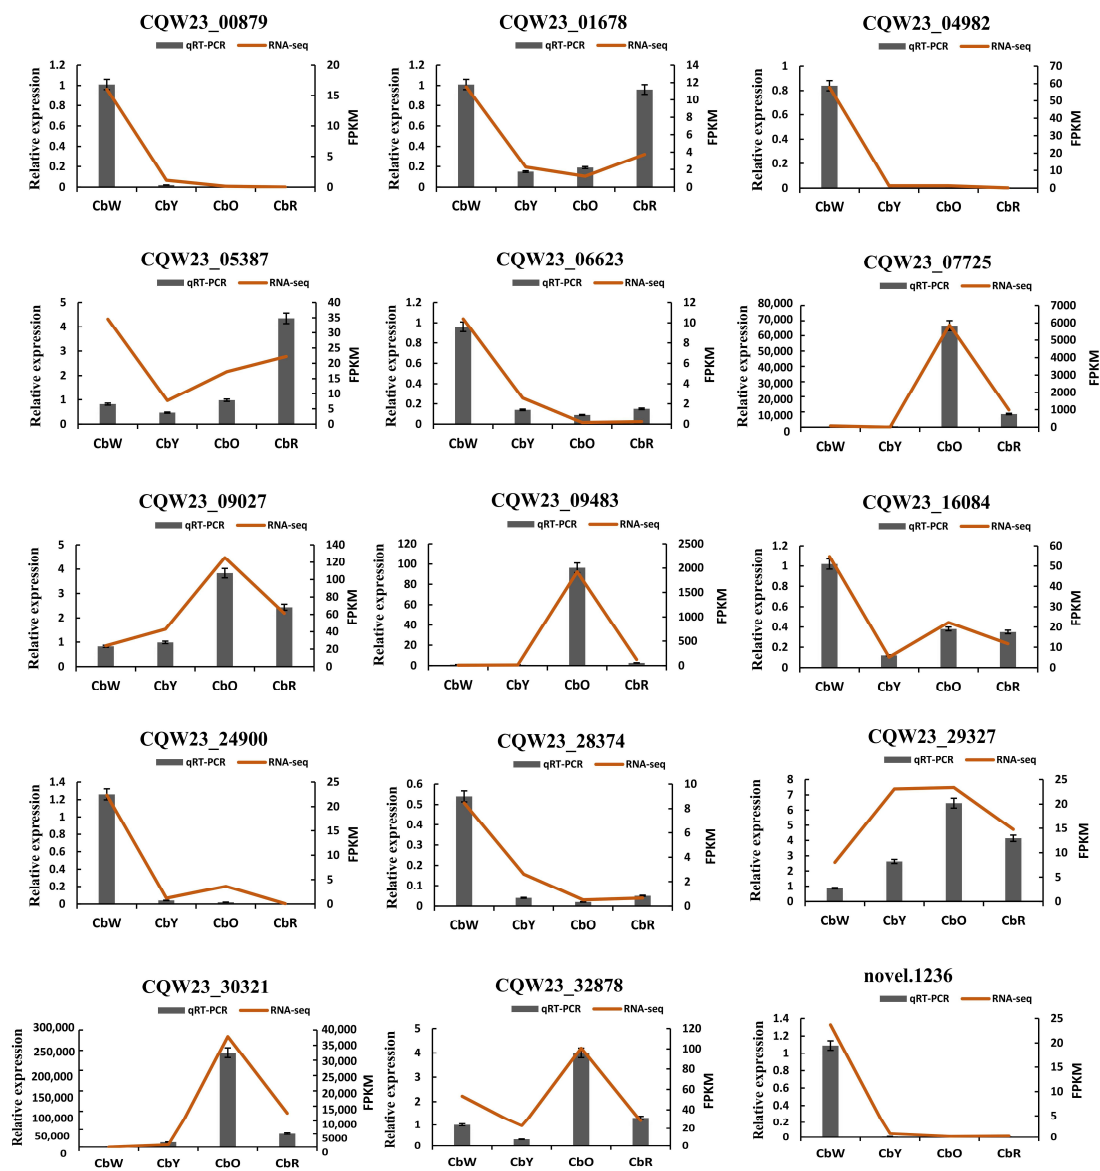 CQW23_00879
qRT-PCR RNA-seq
Relative expression
1.2
1
0.8
0.6
0.4
0.2
0
20
15
10
5
0
FPKM
CbW CbY CbO CbR
CQW23_01678
qRT-PCR RNA-seq
Relative expression
1.2
1
0.8
0.6
0.4
0.2
0
14
12
10
8
6
4
2
0
FPKM
CbW CbY CbO CbR
CQW23_04982
qRT-PCR RNA-seq
Relative expression
1
0.8
0.6
0.4
0.2
0
70
60
50
40
30
20
10
0
FPKM
CbW CbY CbO CbR
CQW23_05387
qRT-PCR RNA-seq
Relative expression
5
4
3
2
1
0
40
35
30
25
20
15
10
5
0
FPKM
CbW CbY CbO CbR
CQW23_06623
qRT-PCR RNA-seq
Relative expression
1.2
1
0.8
0.6
0.4
0.2
0
12
10
8
6
4
2
0
FPKM
CbW CbY CbO CbR
CQW23_07725
qRT-PCR RNA-seq
Relative expression
80,000
70,000
60,000
50,000
40,000
30,000
20,000
10,000
0
7000
6000
5000
4000
3000
2000
1000
0
FPKM
CbW CbY CbO CbR
CQW23_09027
qRT-PCR RNA-seq
Relative expression
5
4
3
2
1
0
140
120
100
80
60
40
20
0
FPKM
CbW CbY CbO CbR
CQW23_09483
qRT-PCR RNA-seq
Relative expression
120
100
80
60
40
20
0
2500
2000
1500
1000
500
0
FPKM
CbW CbY CbO CbR
CQW23_16084
qRT-PCR RNA-seq
Relative expression
1.2
1
0.8
0.6
0.4
0.2
0
60
50
40
30
20
10
0
FPKM
CbW CbY CbO CbR
CQW23_24900
qRT-PCR RNA-seq
Relative expression
1.4
1.2
1
0.8
0.6
0.4
0.2
0
25
20
15
10
5
0
FPKM
CbW CbY CbO CbR
CQW23_28374
qRT-PCR RNA-seq
Relative expression
0.6
0.5
0.4
0.3
0.2
0.1
0
10
8
6
4
2
0
FPKM
CbW CbY CbO CbR
CQW23_29327
qRT-PCR RNA-seq
Relative expression
8
7
6
5
4
3
2
1
0
25
20
15
10
5
0
FPKM
CbW CbY CbO CbR
CQW23_30321
qRT-PCR RNA-seq
Relative expression
300,000
250,000
200,000
150,000
100,000
50,000
0
40,000
35,000
30,000
25,000
20,000
15,000
10,000
5000
0
FPKM
CbW CbY CbO CbR
CQW23_32878
qRT-PCR RNA-seq
Relative expression
5
4
3
2
1
0
120
100
80
60
40
20
0
FPKM
CbW CbY CbO CbR
novel.1236
qRT-PCR RNA-seq
Relative expression
1.4
1.2
1
0.8
0.6
0.4
0.2
0
25
20
15
10
5
0
FPKM
CbW CbY CbO CbR